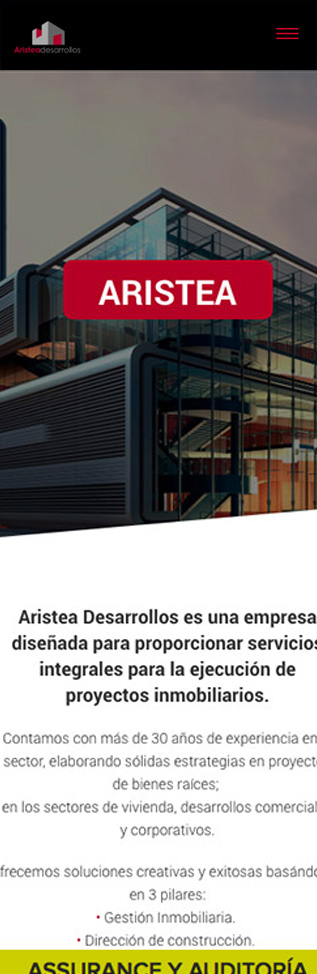 Aristeadesarrollos
ARISTEA
Aristea Desarrollos es una empresa
diseñada para proporcionar servicios
integrales para la ejecución de
proyectos inmobiliarios.
Contamos con más de 30 años de experiencia en
sector, elaborando sólidas estrategias en proyect
de bienes raíces;
en los sectores de vivienda, desarrollos comercial
y corporativos.
frecemos soluciones creativas y exitosas basánd
en 3 pilares:
• Gestión Inmobiliaria.
• Dirección de construcción.
ASSURANCE Y AUDITORÍA